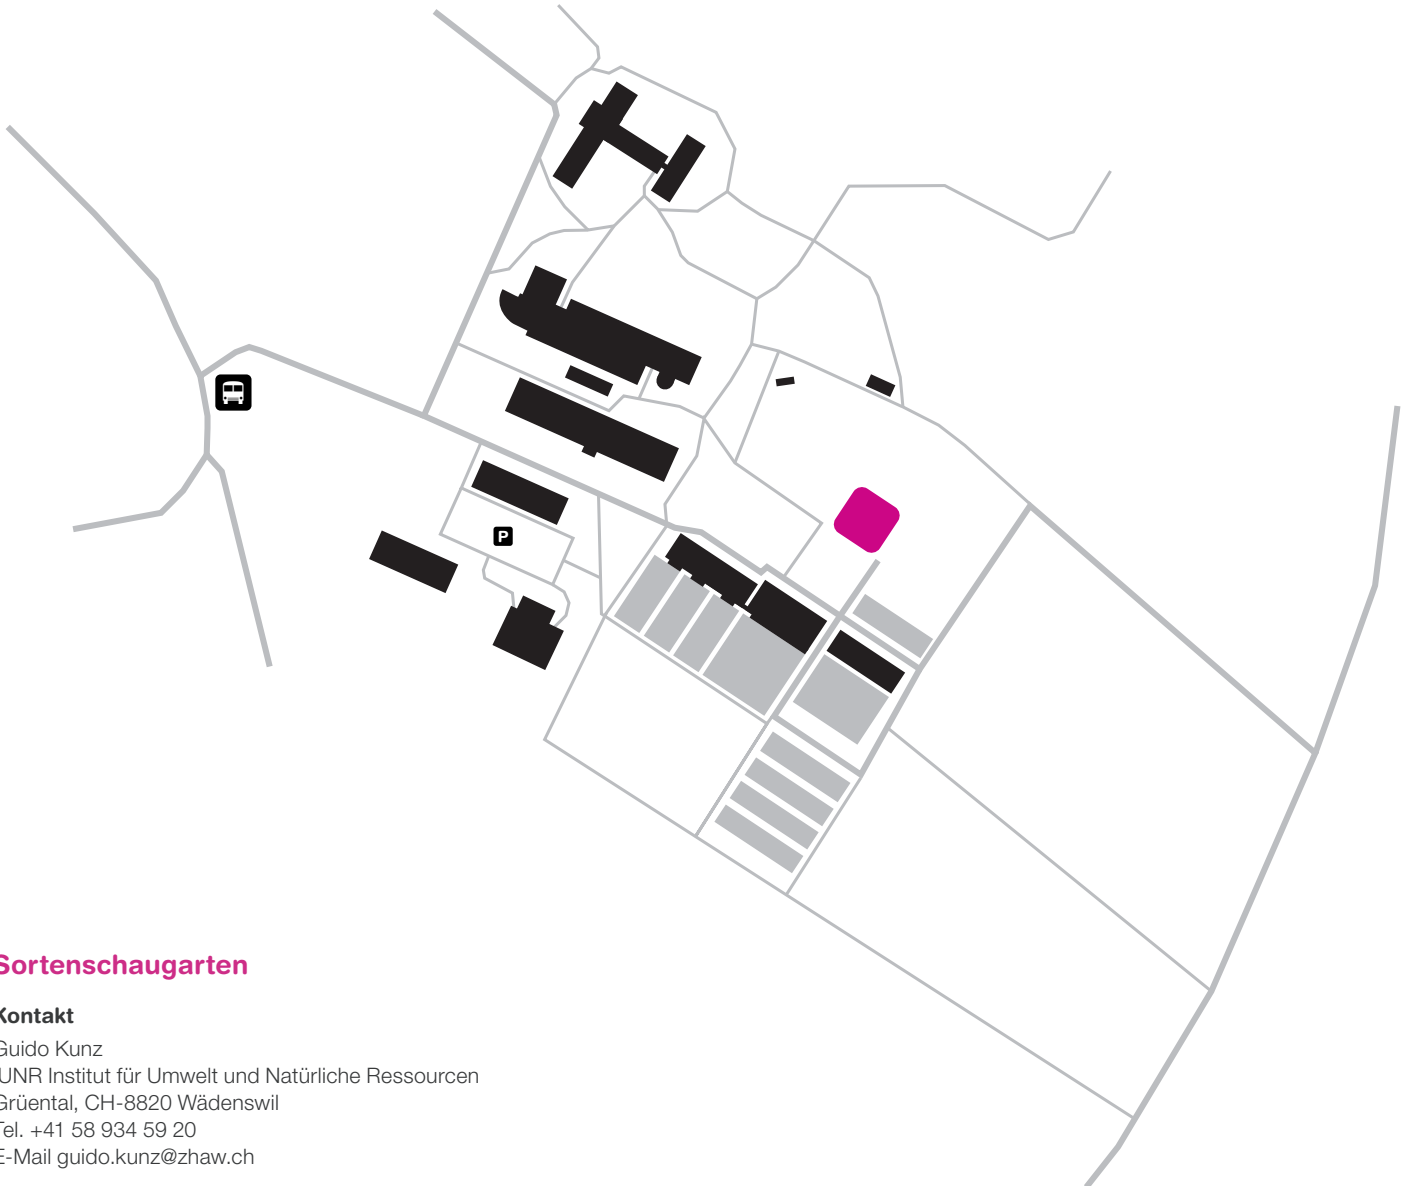 P
Sortenschaugarten
Kontakt
Guido Kunz
IUNR Institut für Umwelt und Natürliche Ressourcen
Grüental, CH-8820 Wädenswil
Tel. +41 58 934 59 20
E-Mail guido.kunz@zhaw.ch